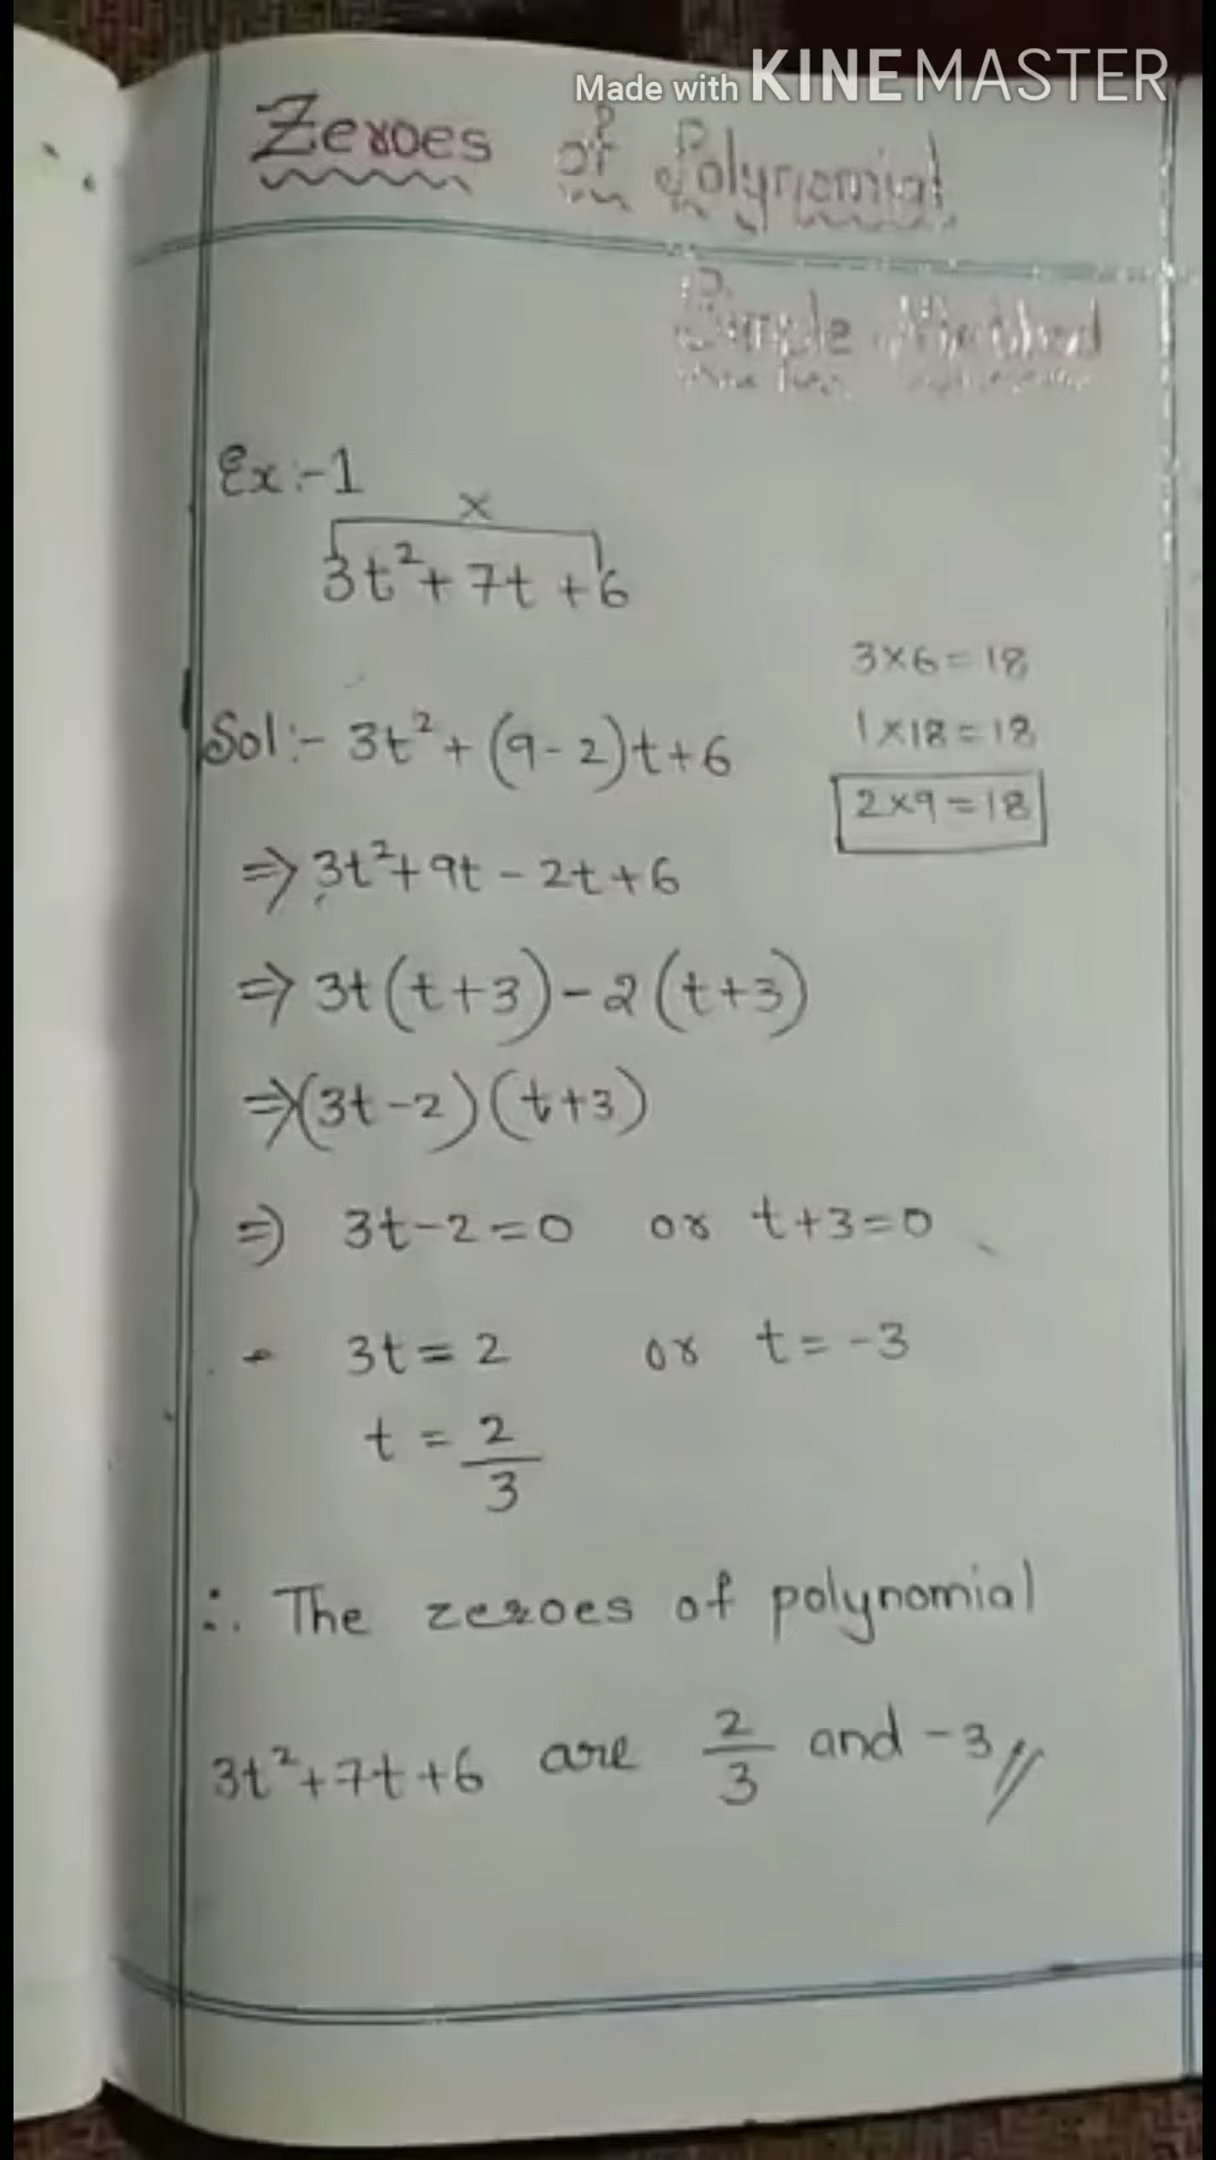 Made with KINEMASTER
Zeroes of Polynomial
Simple Method
Ex:-1
×
3t²+7t+6
3×6=18
1×18=18
2×9=18
Sol:- 3t²+(9-2)t+6
⇒3t²+9t-2t+6
⇒3t(t+3)-2(t+3)
⇒(3t-2)(t+3)
⇒ 3t-2=0 or t+3=0
3t=2 or t=-3
t=2/3
∴ The zeroes of polynomial
3t²+7t+6 are 2/3 and -3//